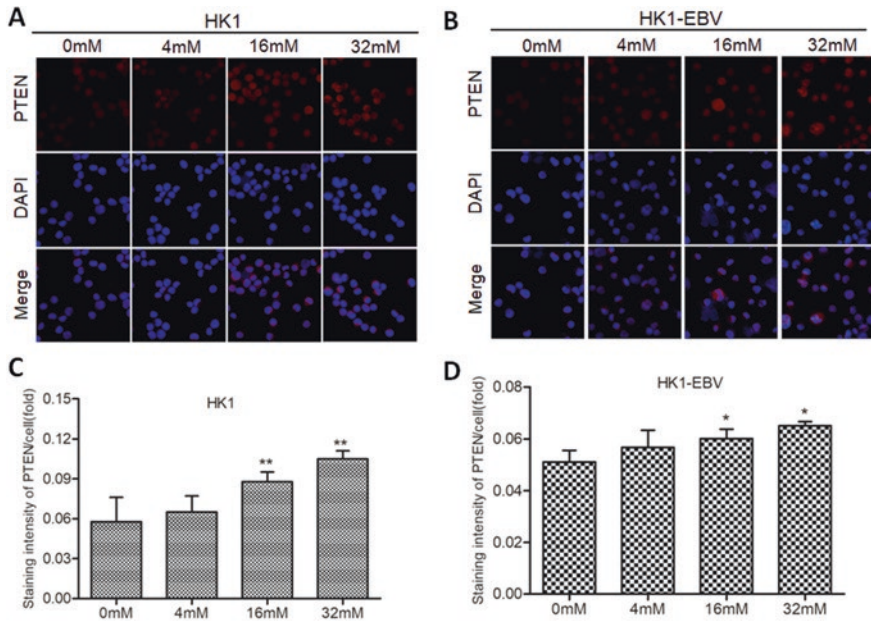 A
HK1
0mM 4mM 16mM 32mM
PTEN
DAPI
Merge
B
HK1-EBV
0mM 4mM 16mM 32mM
PTEN
DAPI
Merge
C
HK1
Staining intensity of PTEN/cell(fold)
0.15
0.12
0.09
0.06
0.03
0.00
** **
0mM 4mM 16mM 32mM
D
HK1-EBV
Staining intensity of PTEN/cell(fold)
0.08
0.06
0.04
0.02
0.00
* *
0mM 4mM 16mM 32mM